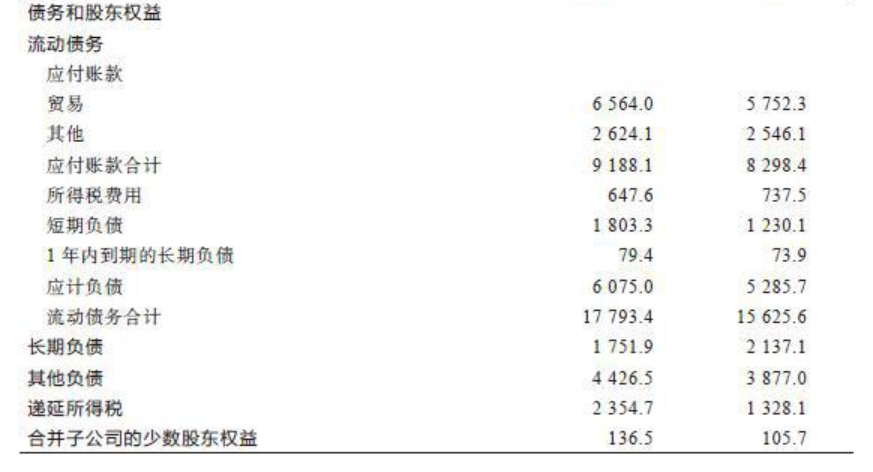 债务和股东权益
流动债务
应付账款
贸易 6 564.0 5 752.3
其他 2 624.1 2 546.1
应付账款合计 9 188.1 8 298.4
所得税费用 647.6 737.5
短期负债 1 803.3 1 230.1
1 年内到期的长期负债 79.4 73.9
应计负债 6 075.0 5 285.7
流动债务合计 17 793.4 15 625.6
长期负债 1 751.9 2 137.1
其他负债 4 426.5 3 877.0
递延所得税 2 354.7 1 328.1
合并子公司的少数股东权益 136.5 105.7